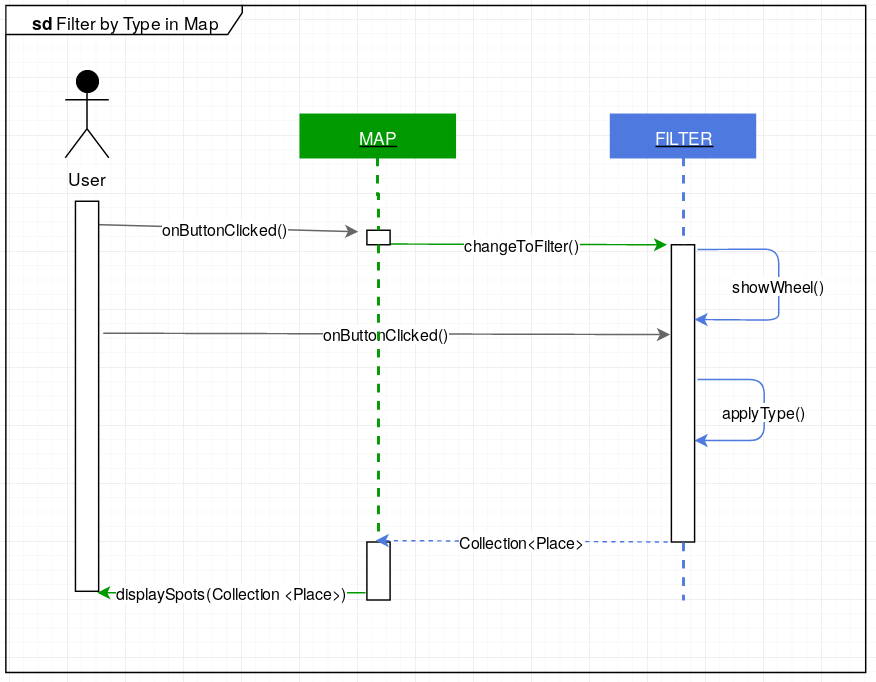 sd Filter by Type in Map
MAP
FILTER
User
onButtonClicked()
changeToFIlter()
showWheel()
onButtonClicked()
applyType()
Collection<Place>
displaySpots(Collection <Place>)